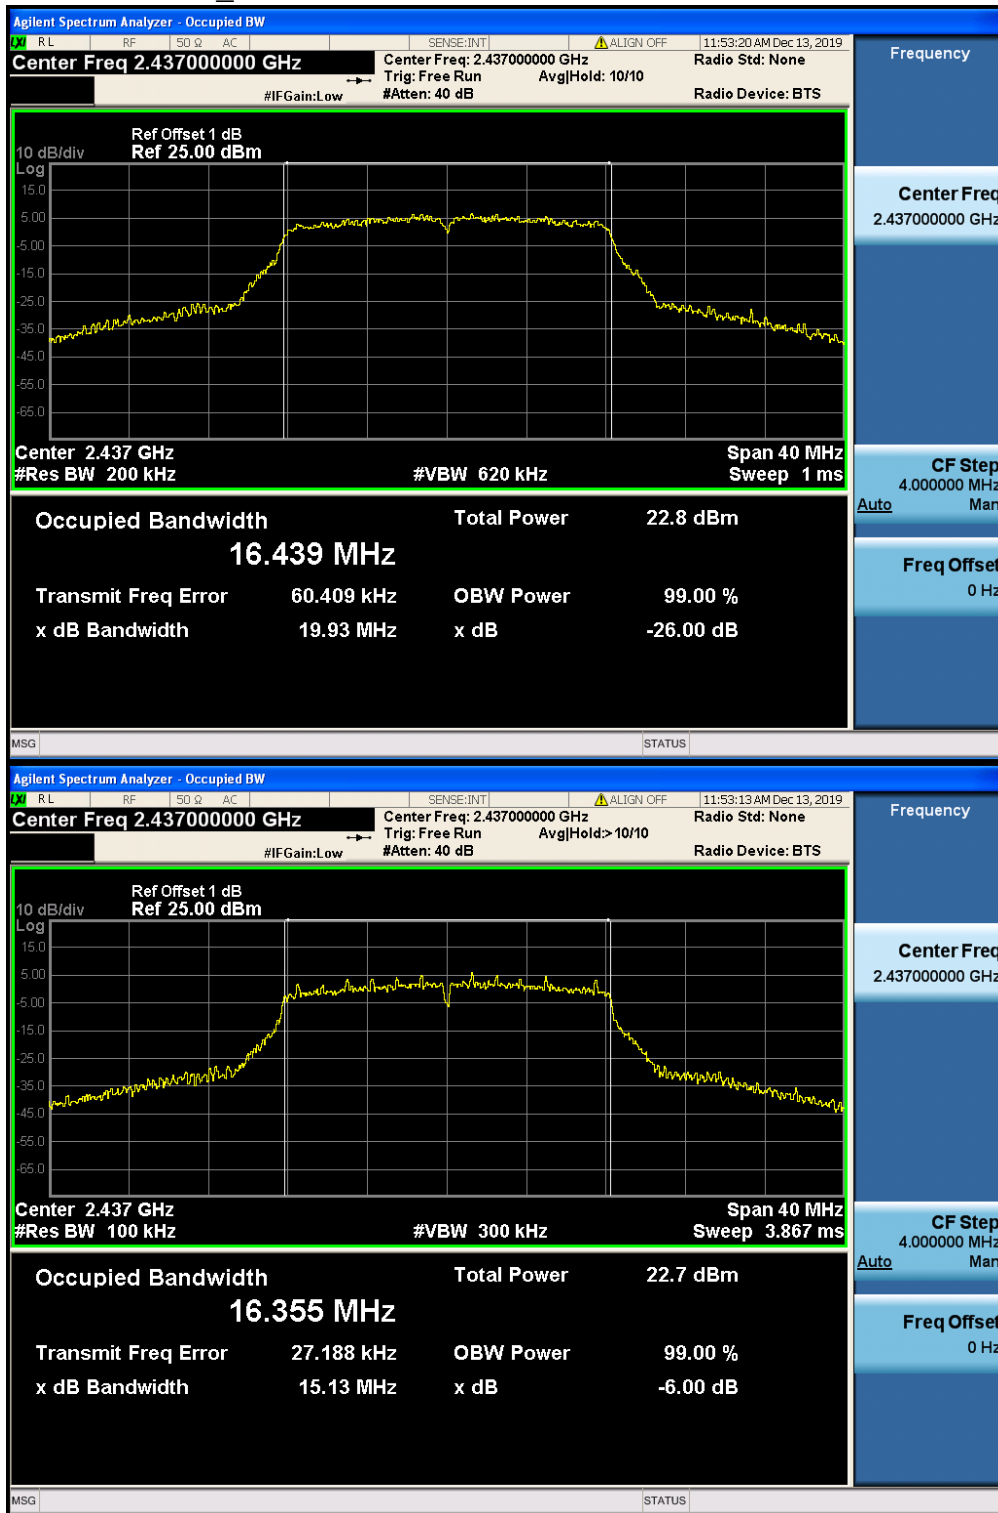 Agilent Spectrum Analyzer - Occupied BW
LXI RL RF 50 Ω AC SENSE:INT ALIGN OFF 11:53:20 AM Dec 13, 2019
Center Freq 2.437000000 GHz Center Freq: 2.437000000 GHz Radio Std: None
Trig: Free Run Avg|Hold: 10/10
#IFGain:Low #Atten: 40 dB Radio Device: BTS
Frequency
Ref Offset 1 dB
10 dB/div Ref 25.00 dBm
Log
15.0
5.00
-5.00
-15.0
-25.0
-35.0
-45.0
-55.0
-65.0
Center 2.437 GHz Span 40 MHz
#Res BW 200 kHz #VBW 620 kHz Sweep 1 ms
Center Freq
2.437000000 GHz
CF Step
4.000000 MHz
Auto Man
Freq Offset
0 Hz
Occupied Bandwidth Total Power 22.8 dBm
16.439 MHz
Transmit Freq Error 60.409 kHz OBW Power 99.00 %
x dB Bandwidth 19.93 MHz x dB -26.00 dB
MSG STATUS
Agilent Spectrum Analyzer - Occupied BW
LXI RL RF 50 Ω AC SENSE:INT ALIGN OFF 11:53:13 AM Dec 13, 2019
Center Freq 2.437000000 GHz Center Freq: 2.437000000 GHz Radio Std: None
Trig: Free Run Avg|Hold:>10/10
#IFGain:Low #Atten: 40 dB Radio Device: BTS
Frequency
Ref Offset 1 dB
10 dB/div Ref 25.00 dBm
Log
15.0
5.00
-5.00
-15.0
-25.0
-35.0
-45.0
-55.0
-65.0
Center 2.437 GHz Span 40 MHz
#Res BW 100 kHz #VBW 300 kHz Sweep 3.867 ms
Center Freq
2.437000000 GHz
CF Step
4.000000 MHz
Auto Man
Freq Offset
0 Hz
Occupied Bandwidth Total Power 22.7 dBm
16.355 MHz
Transmit Freq Error 27.188 kHz OBW Power 99.00 %
x dB Bandwidth 15.13 MHz x dB -6.00 dB
MSG STATUS